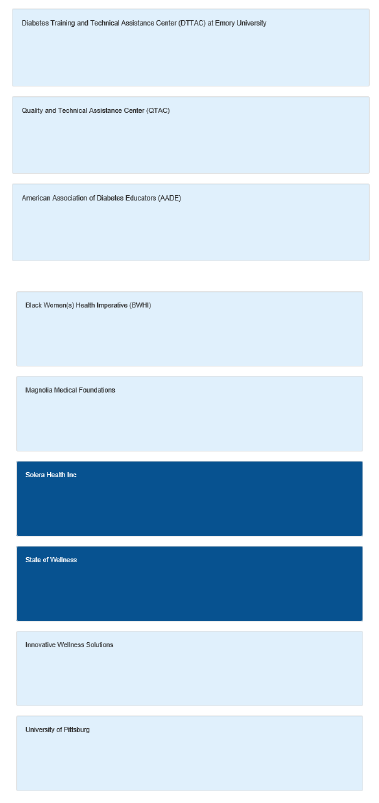 Diabetes Training and Technical Assistance Center (DTTAC) at Emory University
Quality and Technical Assistance Center (QTAC)
American Association of Diabetes Educators (AADE)
Black Women(s) Health Imperative (BWHI)
Magnolia Medical Foundations
Solera Health Inc
State of Wellness
Innovative Wellness Solutions
University of Pittsburg